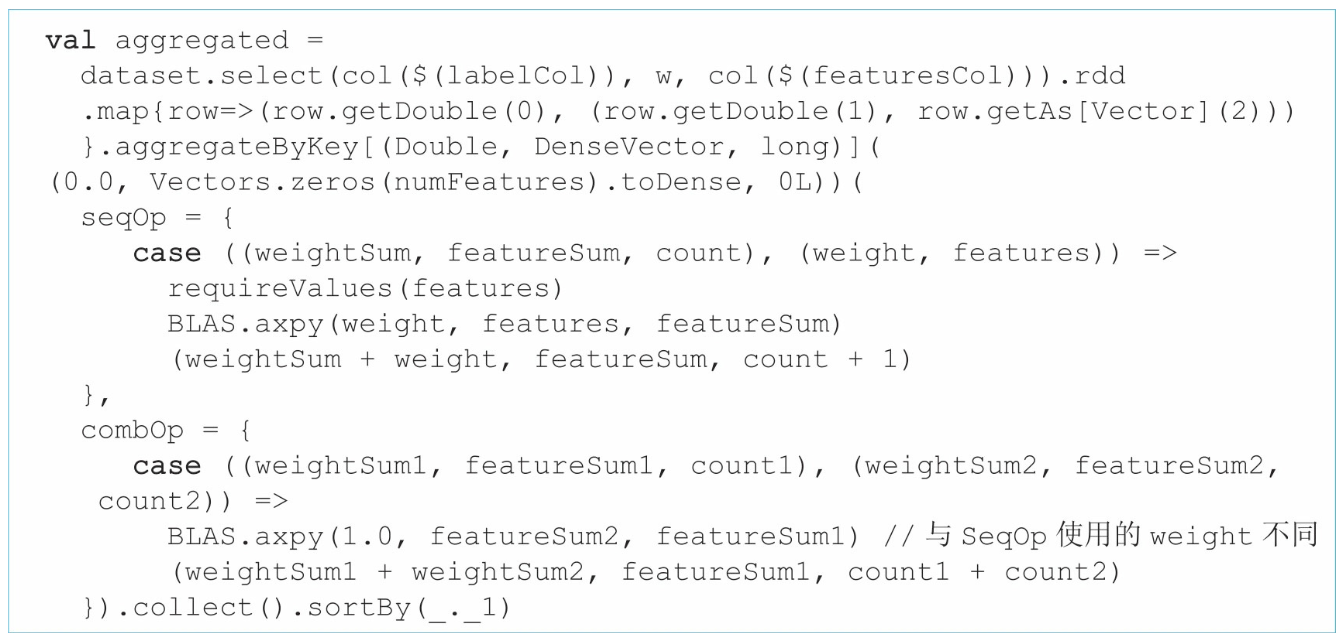 val aggregated =
  dataset.select(col($(labelCol)), w, col($(featuresCol))).rdd
  .map{row=>(row.getDouble(0), (row.getDouble(1), row.getAs[Vector](2)))
  }.aggregateByKey[(Double, DenseVector, long)](
(0.0, Vectors.zeros(numFeatures).toDense, 0L))(
  seqOp = {
     case ((weightSum, featureSum, count), (weight, features)) =>
       requireValues(features)
       BLAS.axpy(weight, features, featureSum)
       (weightSum + weight, featureSum, count + 1)
  },
  combOp = {
     case ((weightSum1, featureSum1, count1), (weightSum2, featureSum2,
   count2)) =>
       BLAS.axpy(1.0, featureSum2, featureSum1) //与 SeqOp 使用的 weight 不同
       (weightSum1 + weightSum2, featureSum1, count1 + count2)
  }).collect().sortBy(_._1)